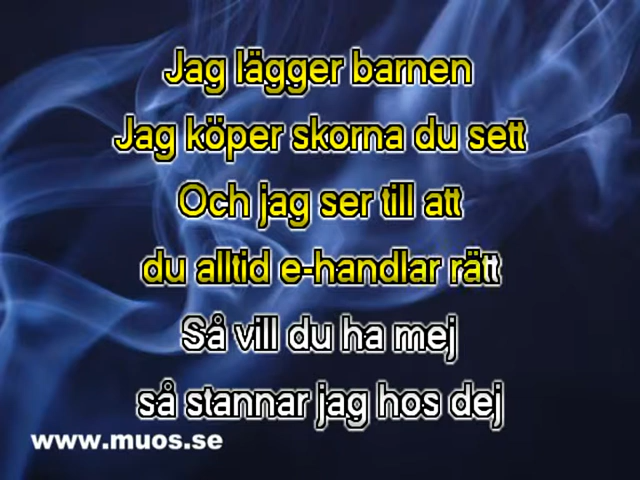 Jag lägger barnen
Jag köper skorna du sett
Och jag ser till att
du alltid e-handlar rätt
Så vill du ha mej
så stannar jag hos dej
www.muos.se